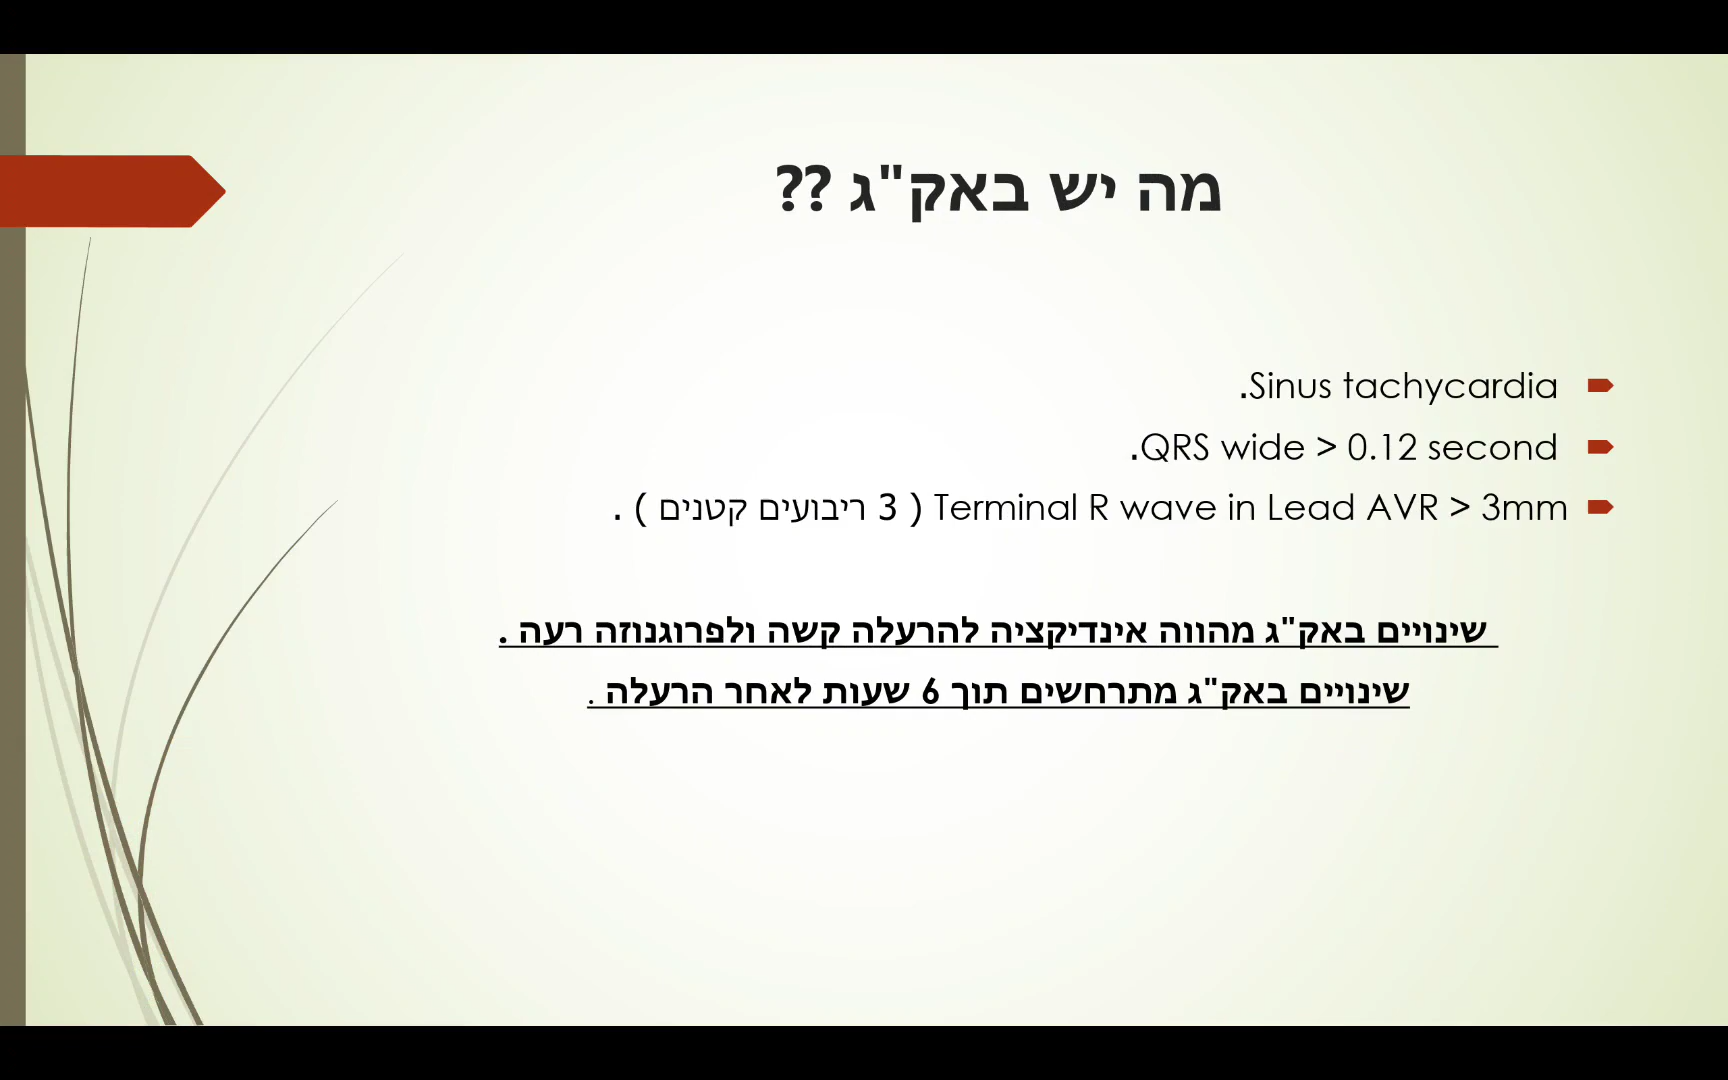 מה יש באק"ג ??
Sinus tachycardia.
QRS wide > 0.12 second.
Terminal R wave in Lead AVR > 3mm ( 3 ריבועים קטנים ) .
שינויים באק"ג מהווה אינדיקציה להרעלה קשה ולפרוגנוזה רעה .
שינויים באק"ג מתרחשים תוך 6 שעות לאחר הרעלה .